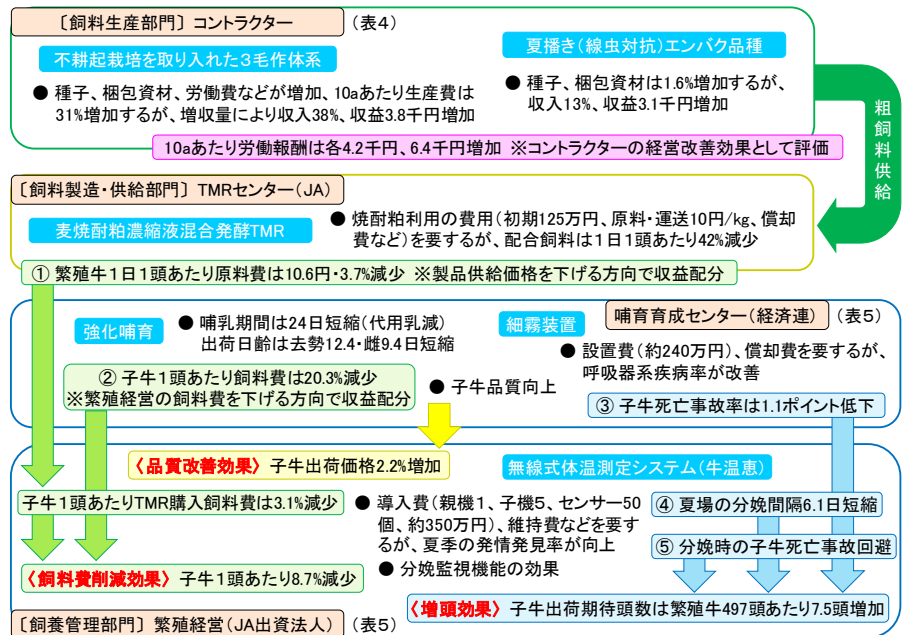 〔飼料生産部門〕 コントラクター
(表4)
不耕起栽培を取り入れた3毛作体系
● 種子、梱包資材、労働費などが増加、10aあたり生産費は
31%増加するが、増収量により収入38%、収益3.8千円増加
夏播き(線虫対抗)エンバク品種
● 種子、梱包資材は1.6%増加するが、
収入13%、収益3.1千円増加
10aあたり労働報酬は各4.2千円、6.4千円増加 ※コントラクターの経営改善効果として評価
粗飼料供給
〔飼料製造・供給部門〕 TMRセンター(JA)
麦焼酎粕濃縮液混合発酵TMR
● 焼酎粕利用の費用(初期125万円、原料・運送10円/kg、償却
費など)を要するが、配合飼料は1日1頭あたり42%減少
① 繁殖牛1日1頭あたり原料費は10.6円・3.7%減少 ※製品供給価格を下げる方向で収益配分
哺育育成センター(経済連)
(表5)
強化哺育
● 哺乳期間は24日短縮(代用乳減)
出荷日齢は去勢12.4・雌9.4日短縮
細霧装置
● 設置費(約240万円)、償却費を要するが、
呼吸器系疾病率が改善
② 子牛1頭あたり飼料費は20.3%減少
※繁殖経営の飼料費を下げる方向で収益配分
● 子牛品質向上
③ 子牛死亡事故率は1.1ポイント低下
〈品質改善効果〉 子牛出荷価格2.2%増加
無線式体温測定システム(牛温恵)
子牛1頭あたりTMR購入飼料費は3.1%減少
● 導入費(親機1、子機5、センサー50
個、約350万円)、維持費などを要す
るが、夏季の発情発見率が向上
● 分娩監視機能の効果
④ 夏場の分娩間隔6.1日短縮
⑤ 分娩時の子牛死亡事故回避
〈飼料費削減効果〉 子牛1頭あたり8.7%減少
〈増頭効果〉 子牛出荷期待頭数は繁殖牛497頭あたり7.5頭増加
〔飼養管理部門〕 繁殖経営(JA出資法人)
(表5)